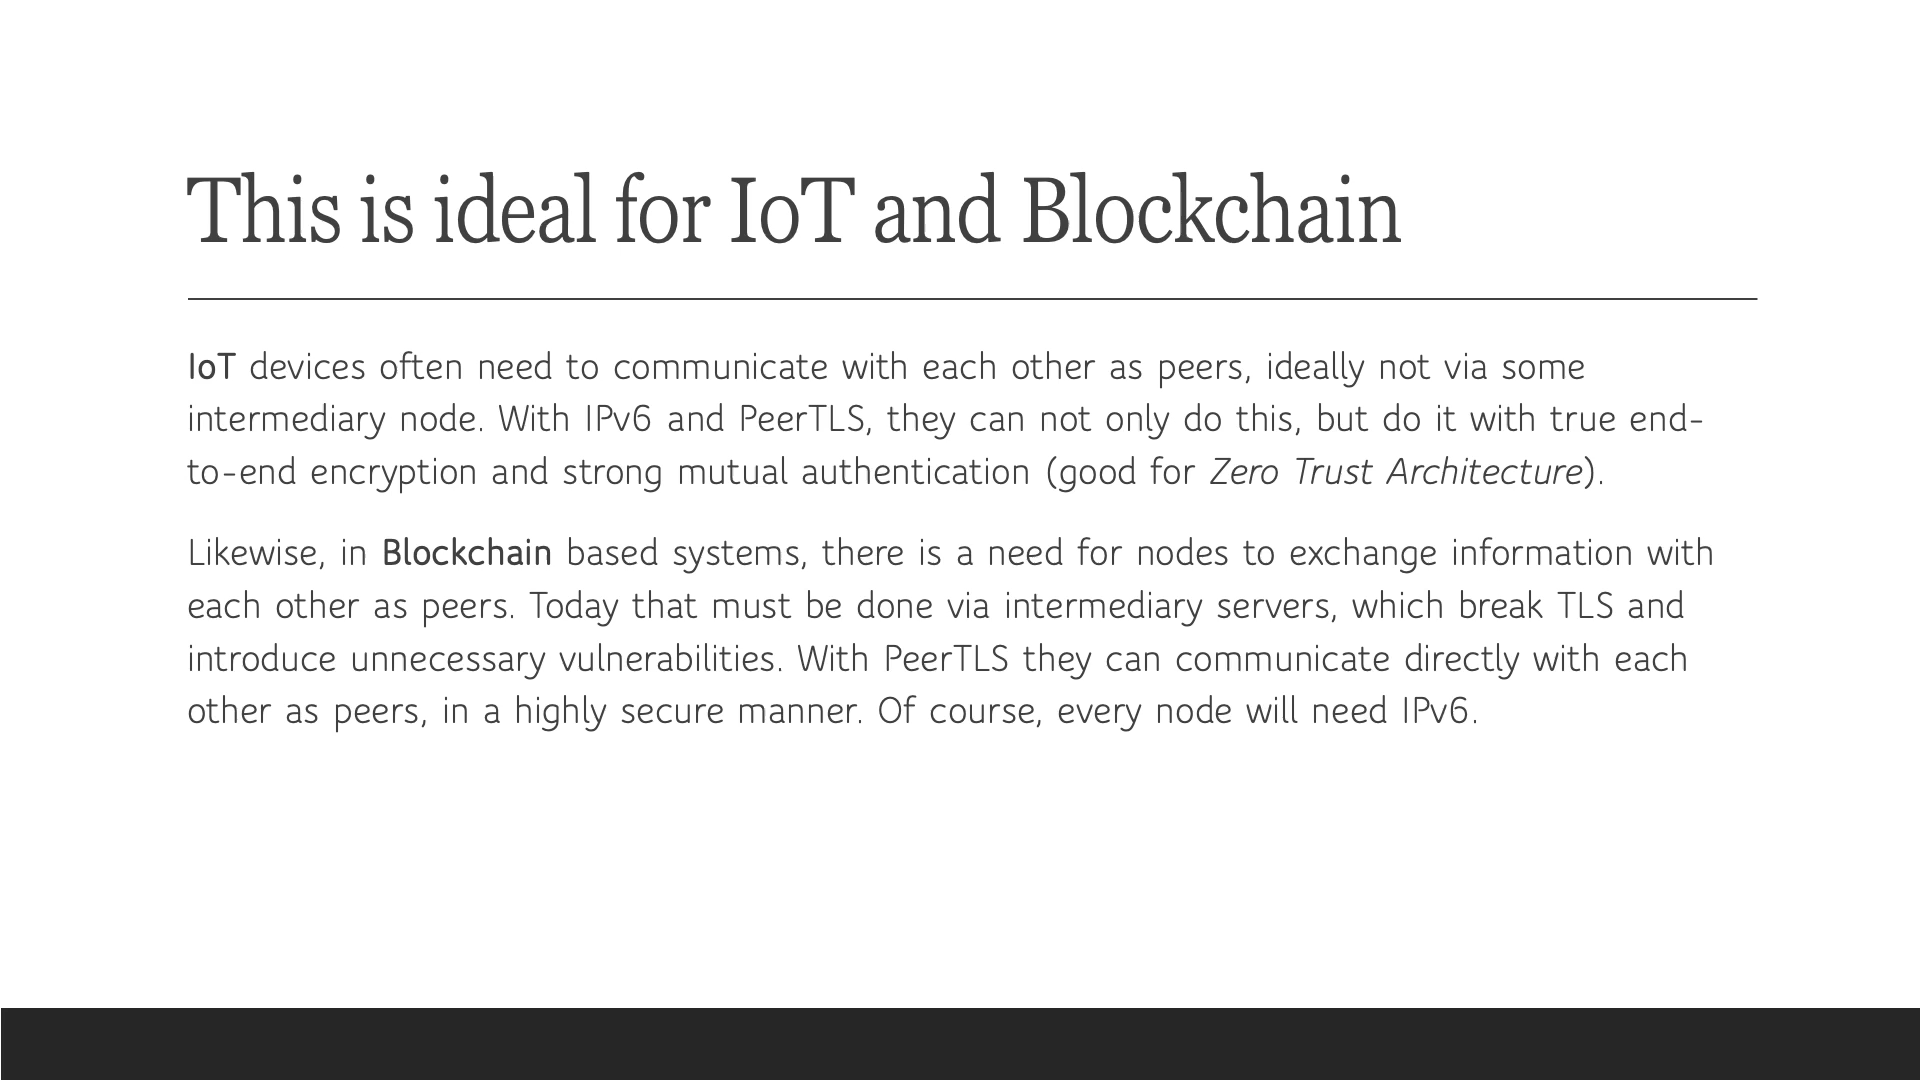 This is ideal for IoT and Blockchain
IoT devices often need to communicate with each other as peers, ideally not via some
intermediary node. With IPv6 and PeerTLS, they can not only do this, but do it with true end-
to-end encryption and strong mutual authentication (good for Zero Trust Architecture).
Likewise, in Blockchain based systems, there is a need for nodes to exchange information with
each other as peers. Today that must be done via intermediary servers, which break TLS and
introduce unnecessary vulnerabilities. With PeerTLS they can communicate directly with each
other as peers, in a highly secure manner. Of course, every node will need IPv6.